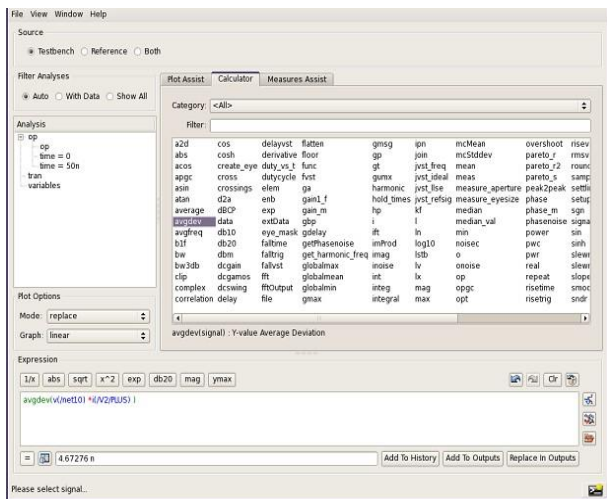 File View Window Help
Source
Testbench Reference Both
Filter Analyses
Auto With Data Show All
Analysis
op
op
time = 0
time = 50n
tran
variables
Plot Options
Mode: replace
Graph: linear
Plot Assist Calculator Measures Assist
Category: <All>
Filter:
a2d cos delayvst flatten gmsg ipn mcMean overshoot risev
abs cosh derivative floor gp join mcStddev pareto_r rmsv
acos create_eye duty_vs_t func gt jvst_freq mean pareto_r2 round
apgc cross dutycycle fvst gumx jvst_ideal meas pareto_s samp
asin crossings elem ga harmonic jvst_llse measure_aperture peak2peak settli
atan d2a enb gain1_f hold_times jvst_refsig measure_eyesize phase setup
average dBCP exp gain_m hp kf median phase_m sgn
avgdev data extData gbp i l median_val phasenoise signa
avgfreq db10 eye_mask gdelay ift ln min power sin
b1f db20 falltime getPhasenoise imProd log10 noisec pwc sinh
bw dbm falltrig get_harmonic_freq imag lstb o pwr slewr
bw3db dcgain fallvst globalmax inoise lv onoise real slewr
clip dcgamos fft globalmean int lx op repeat slope
complex dcswing fftOutput globalmin integ mag opgc risetime smoo
correlation delay file gmax integral max opt risetrig sndr
avgdev(signal) : Y-value Average Deviation
Expression
1/x abs sqrt x^2 exp db20 mag ymax Clr
avgdev(v(/net10) *i(/V2/PLUS) )
= 4.67276 n Add To History Add To Outputs Replace In Outputs
Please select signal...